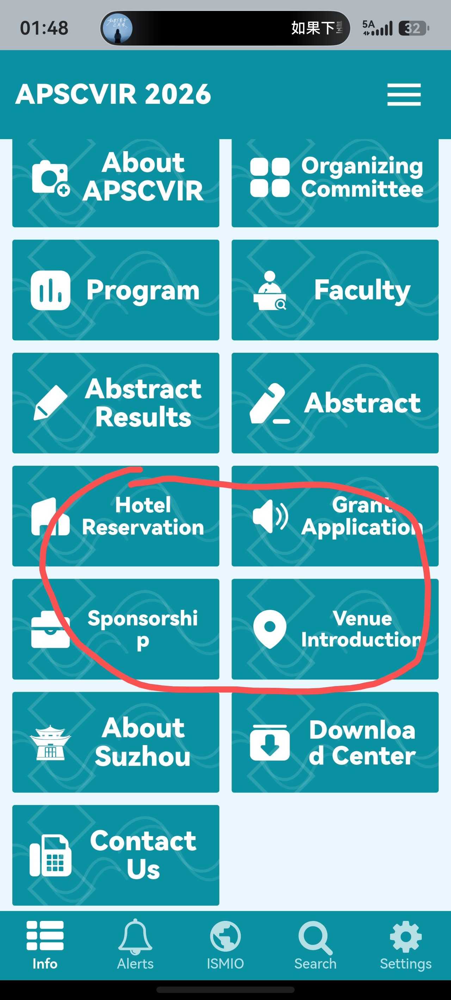 01:48
如果下
5A
32
APSCVIR 2026
About
APSCVIR
Organizing
Committee
Program
Faculty
Abstract
Results
Abstract
Hotel
Reservation
Grant
Application
Sponsorshi
p
Venue
Introduction
About
Suzhou
Downloa
d Center
Contact
Us
Info
Alerts
ISMIO
Search
Settings